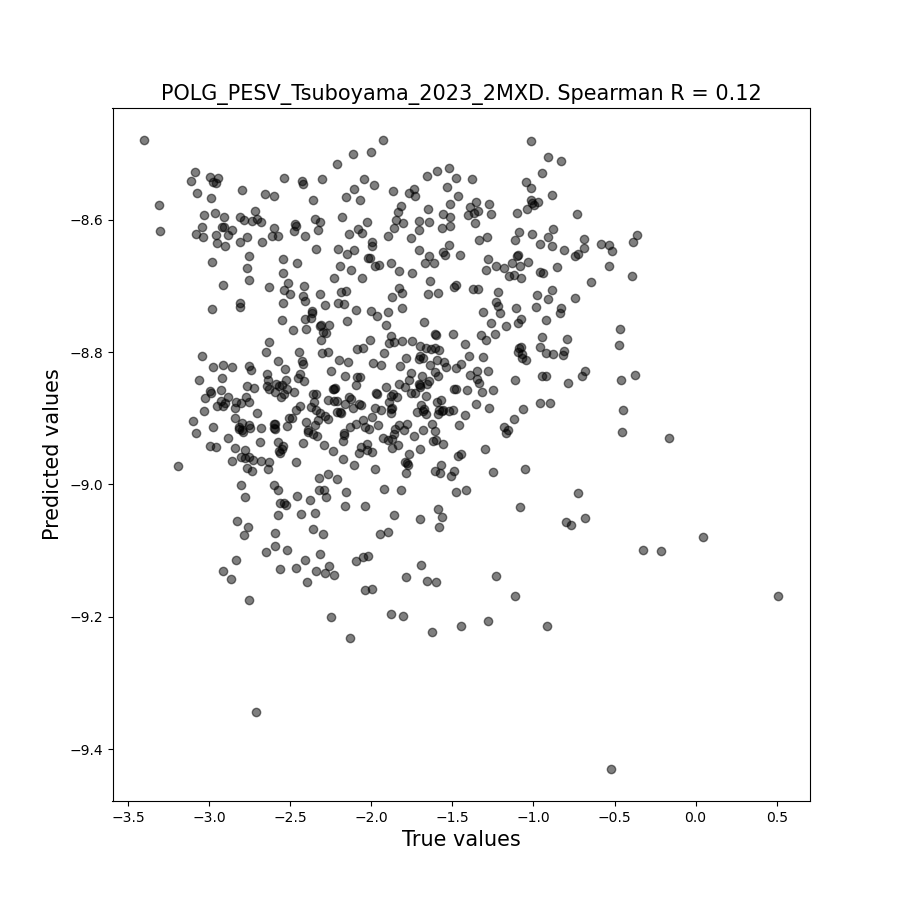 POLG_PESV_Tsuboyama_2023_2MXD. Spearman R = 0.12
Predicted values
−8.6
−8.8
−9.0
−9.2
−9.4
−3.5 −3.0 −2.5 −2.0 −1.5 −1.0 −0.5 0.0 0.5
True values